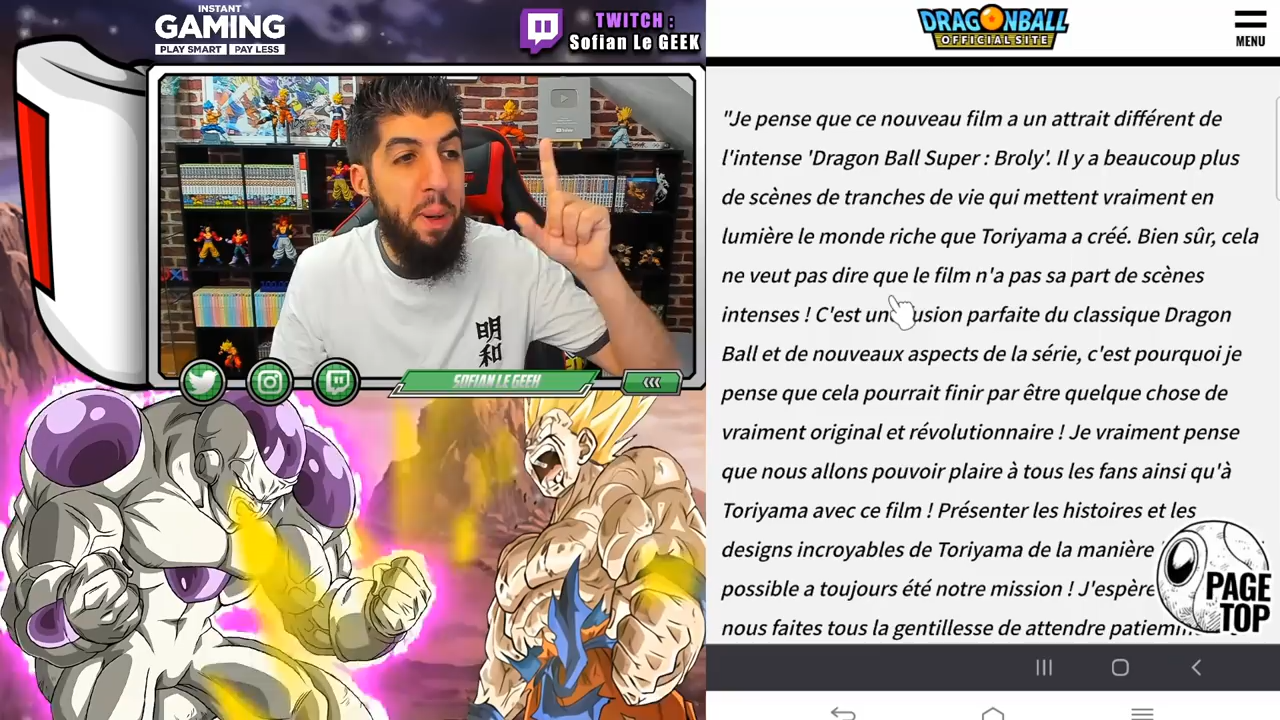 INSTANT
GAMING
PLAY SMART PAY LESS
TWITCH :
Sofian Le GEEK
明
和
SOFIAN LE GEEK
DRAGONBALL
OFFICIAL SITE
MENU
"Je pense que ce nouveau film a un attrait différent de
l'intense 'Dragon Ball Super : Broly'. Il y a beaucoup plus
de scènes de tranches de vie qui mettent vraiment en
lumière le monde riche que Toriyama a créé. Bien sûr, cela
ne veut pas dire que le film n'a pas sa part de scènes
intenses ! C'est une fusion parfaite du classique Dragon
Ball et de nouveaux aspects de la série, c'est pourquoi je
pense que cela pourrait finir par être quelque chose de
vraiment original et révolutionnaire ! Je vraiment pense
que nous allons pouvoir plaire à tous les fans ainsi qu'à
Toriyama avec ce film ! Présenter les histoires et les
designs incroyables de Toriyama de la manière
possible a toujours été notre mission ! J'espère
nous faites tous la gentillesse de attendre
PAGE
TOP